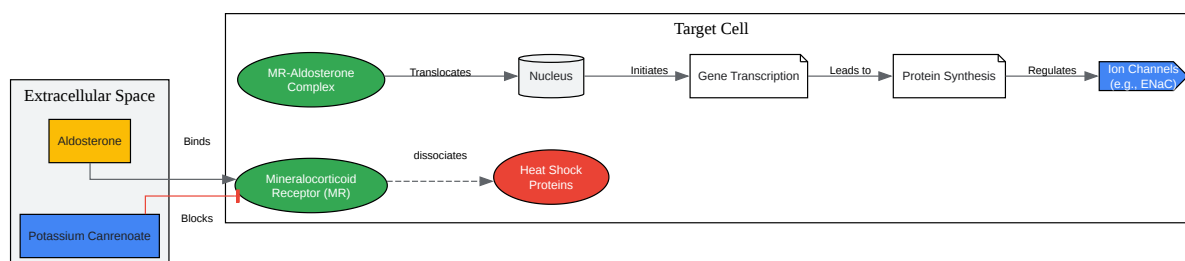 Target Cell
MR-Aldosterone
Complex
Translocates
Nucleus
Initiates
Gene Transcription
Leads to
Protein Synthesis
Regulates
Ion Channels
(e.g., ENaC)
Extracellular Space
Aldosterone
Binds
Mineralocorticoid
Receptor (MR)
dissociates
Heat Shock
Proteins
Blocks
Potassium Canrenoate